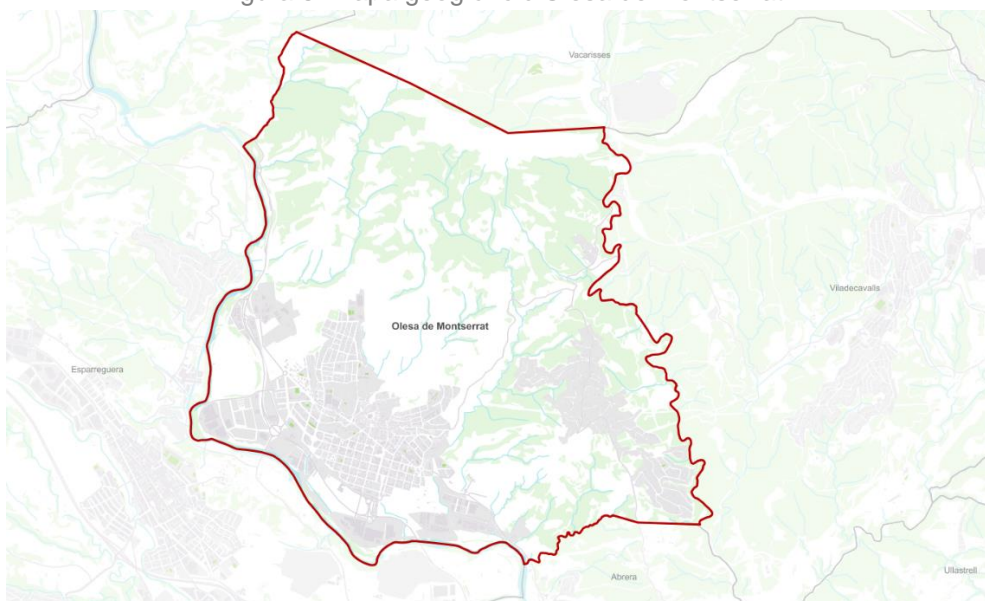 Vacarisses
Viladecavalls
Olesa de Montserrat
Esparreguera
Abrera
Ullastrell